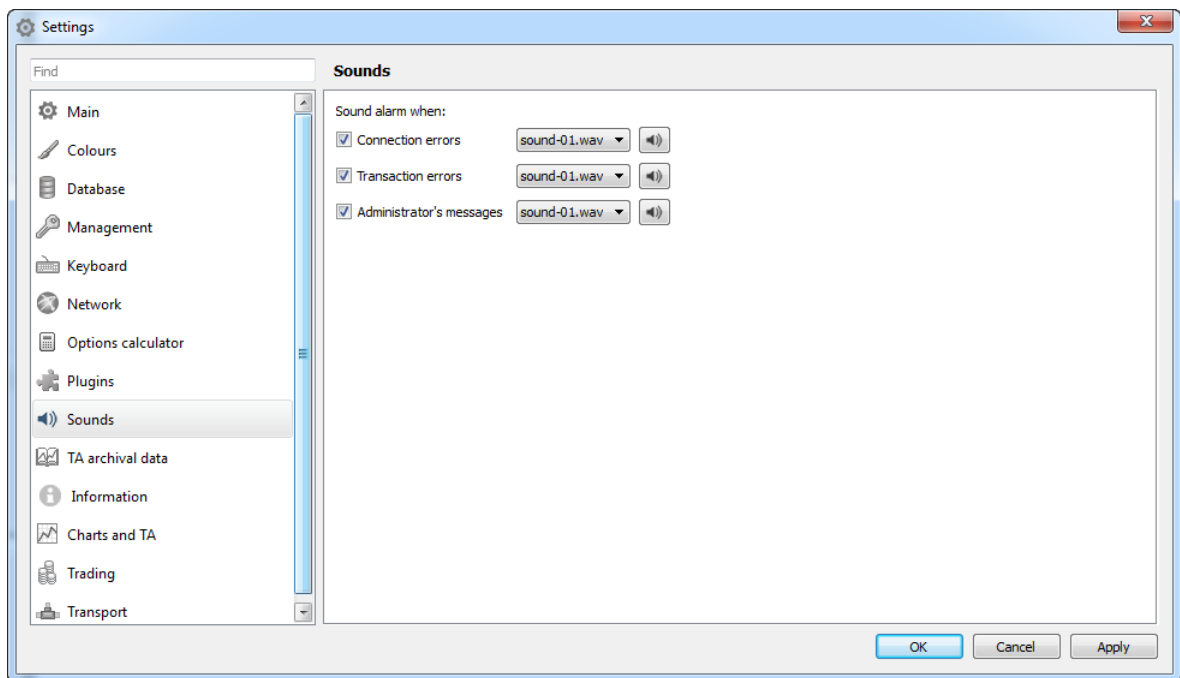 Settings
Find
Main
Colours
Database
Management
Keyboard
Network
Options calculator
Plugins
Sounds
TA archival data
Information
Charts and TA
Trading
Transport
Sounds
Sound alarm when:
Connection errors sound-01.wav
Transaction errors sound-01.wav
Administrator's messages sound-01.wav
OK Cancel Apply